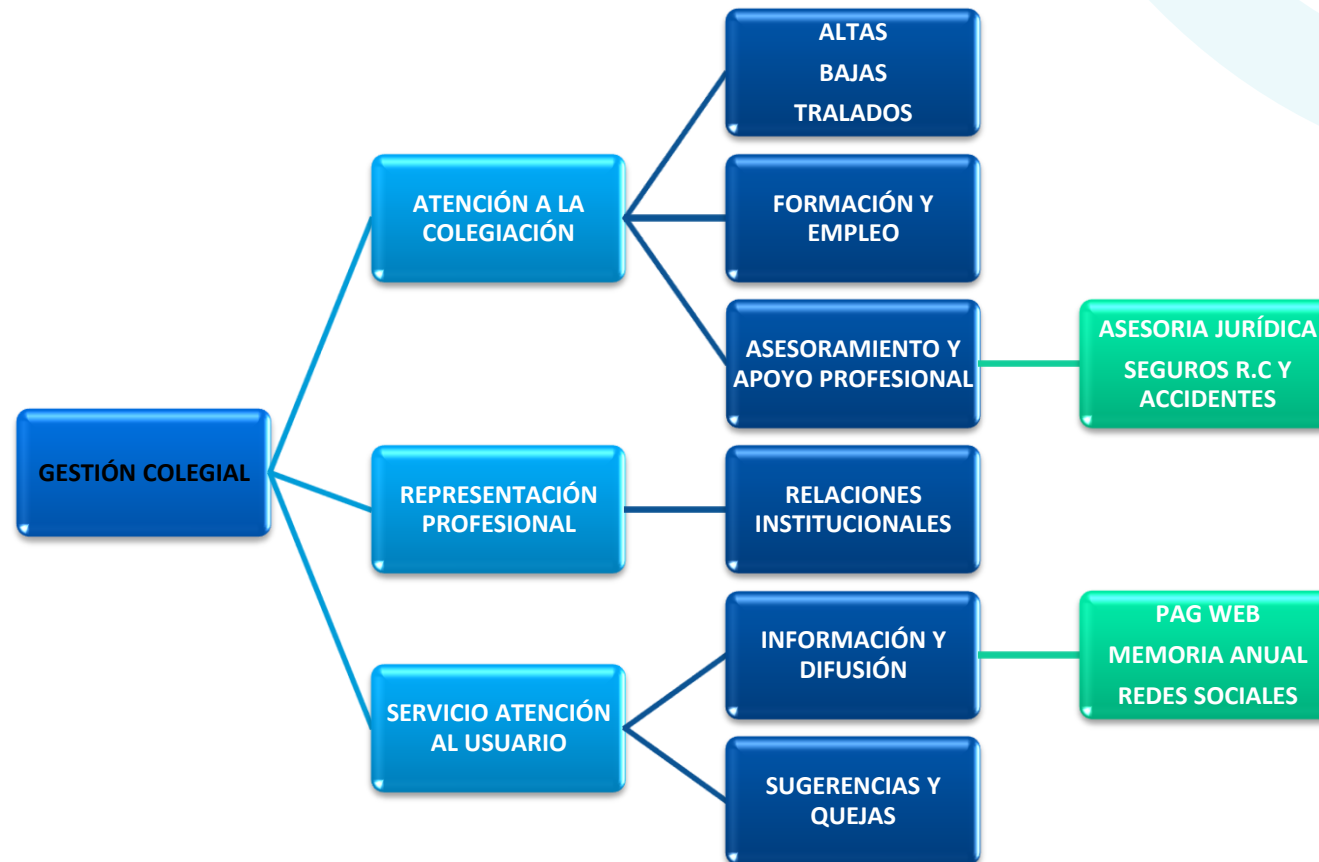 GESTIÓN COLEGIAL
ATENCIÓN A LA
COLEGIACIÓN
ALTAS
BAJAS
TRALADOS
FORMACIÓN Y
EMPLEO
ASESORAMIENTO Y
APOYO PROFESIONAL
ASESORIA JURÍDICA
SEGUROS R.C Y
ACCIDENTES
REPRESENTACIÓN
PROFESIONAL
RELACIONES
INSTITUCIONALES
SERVICIO ATENCIÓN
AL USUARIO
INFORMACIÓN Y
DIFUSIÓN
PAG WEB
MEMORIA ANUAL
REDES SOCIALES
SUGERENCIAS Y
QUEJAS